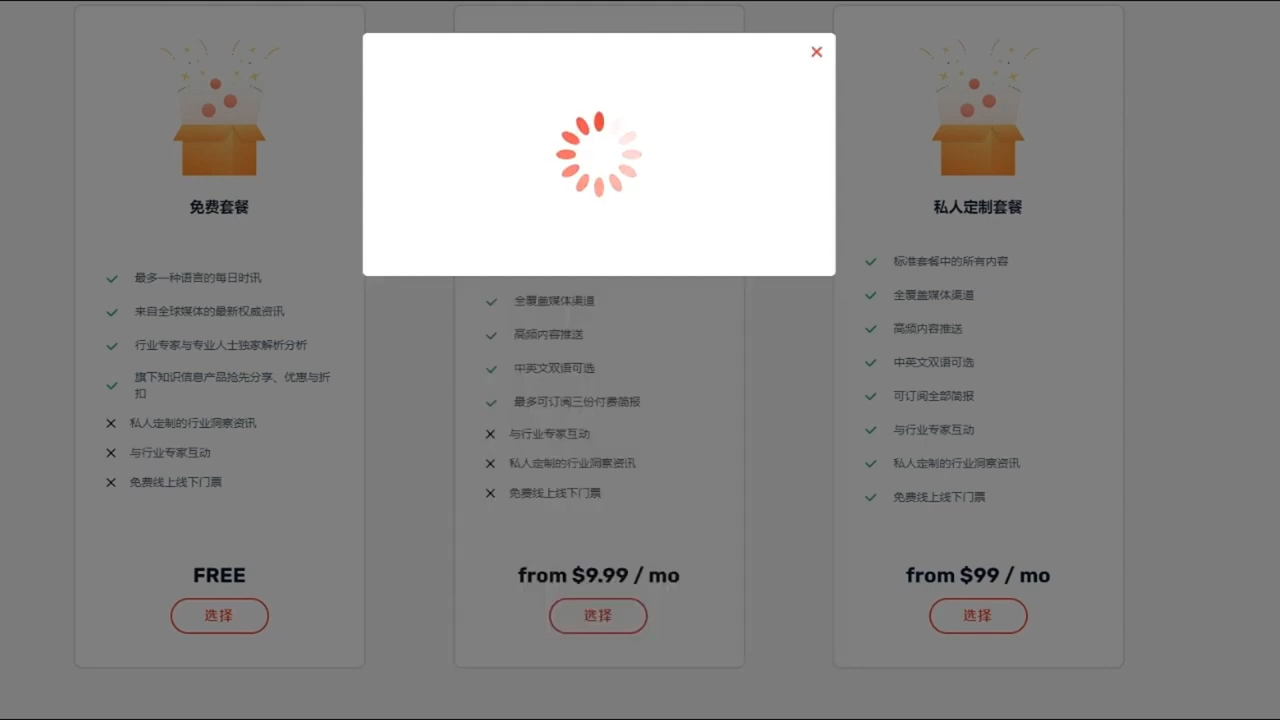 免费套餐
最多一种语言的每日时讯
来自全球媒体的最新权威资讯
行业专家与专业人士独家解析分析
旗下知识信息产品抢先分享、优惠与折
扣
私人定制的行业洞察资讯
与行业专家互动
免费线上线下门票
FREE
选择
全覆盖媒体渠道
高频内容推送
中英文双语可选
最多可订阅三份付费简报
与行业专家互动
私人定制的行业洞察资讯
免费线上线下门票
from $9.99 / mo
选择
私人定制套餐
标准套餐中的所有内容
全覆盖媒体渠道
高频内容推送
中英文双语可选
可订阅全部简报
与行业专家互动
私人定制的行业洞察资讯
免费线上线下门票
from $99 / mo
选择